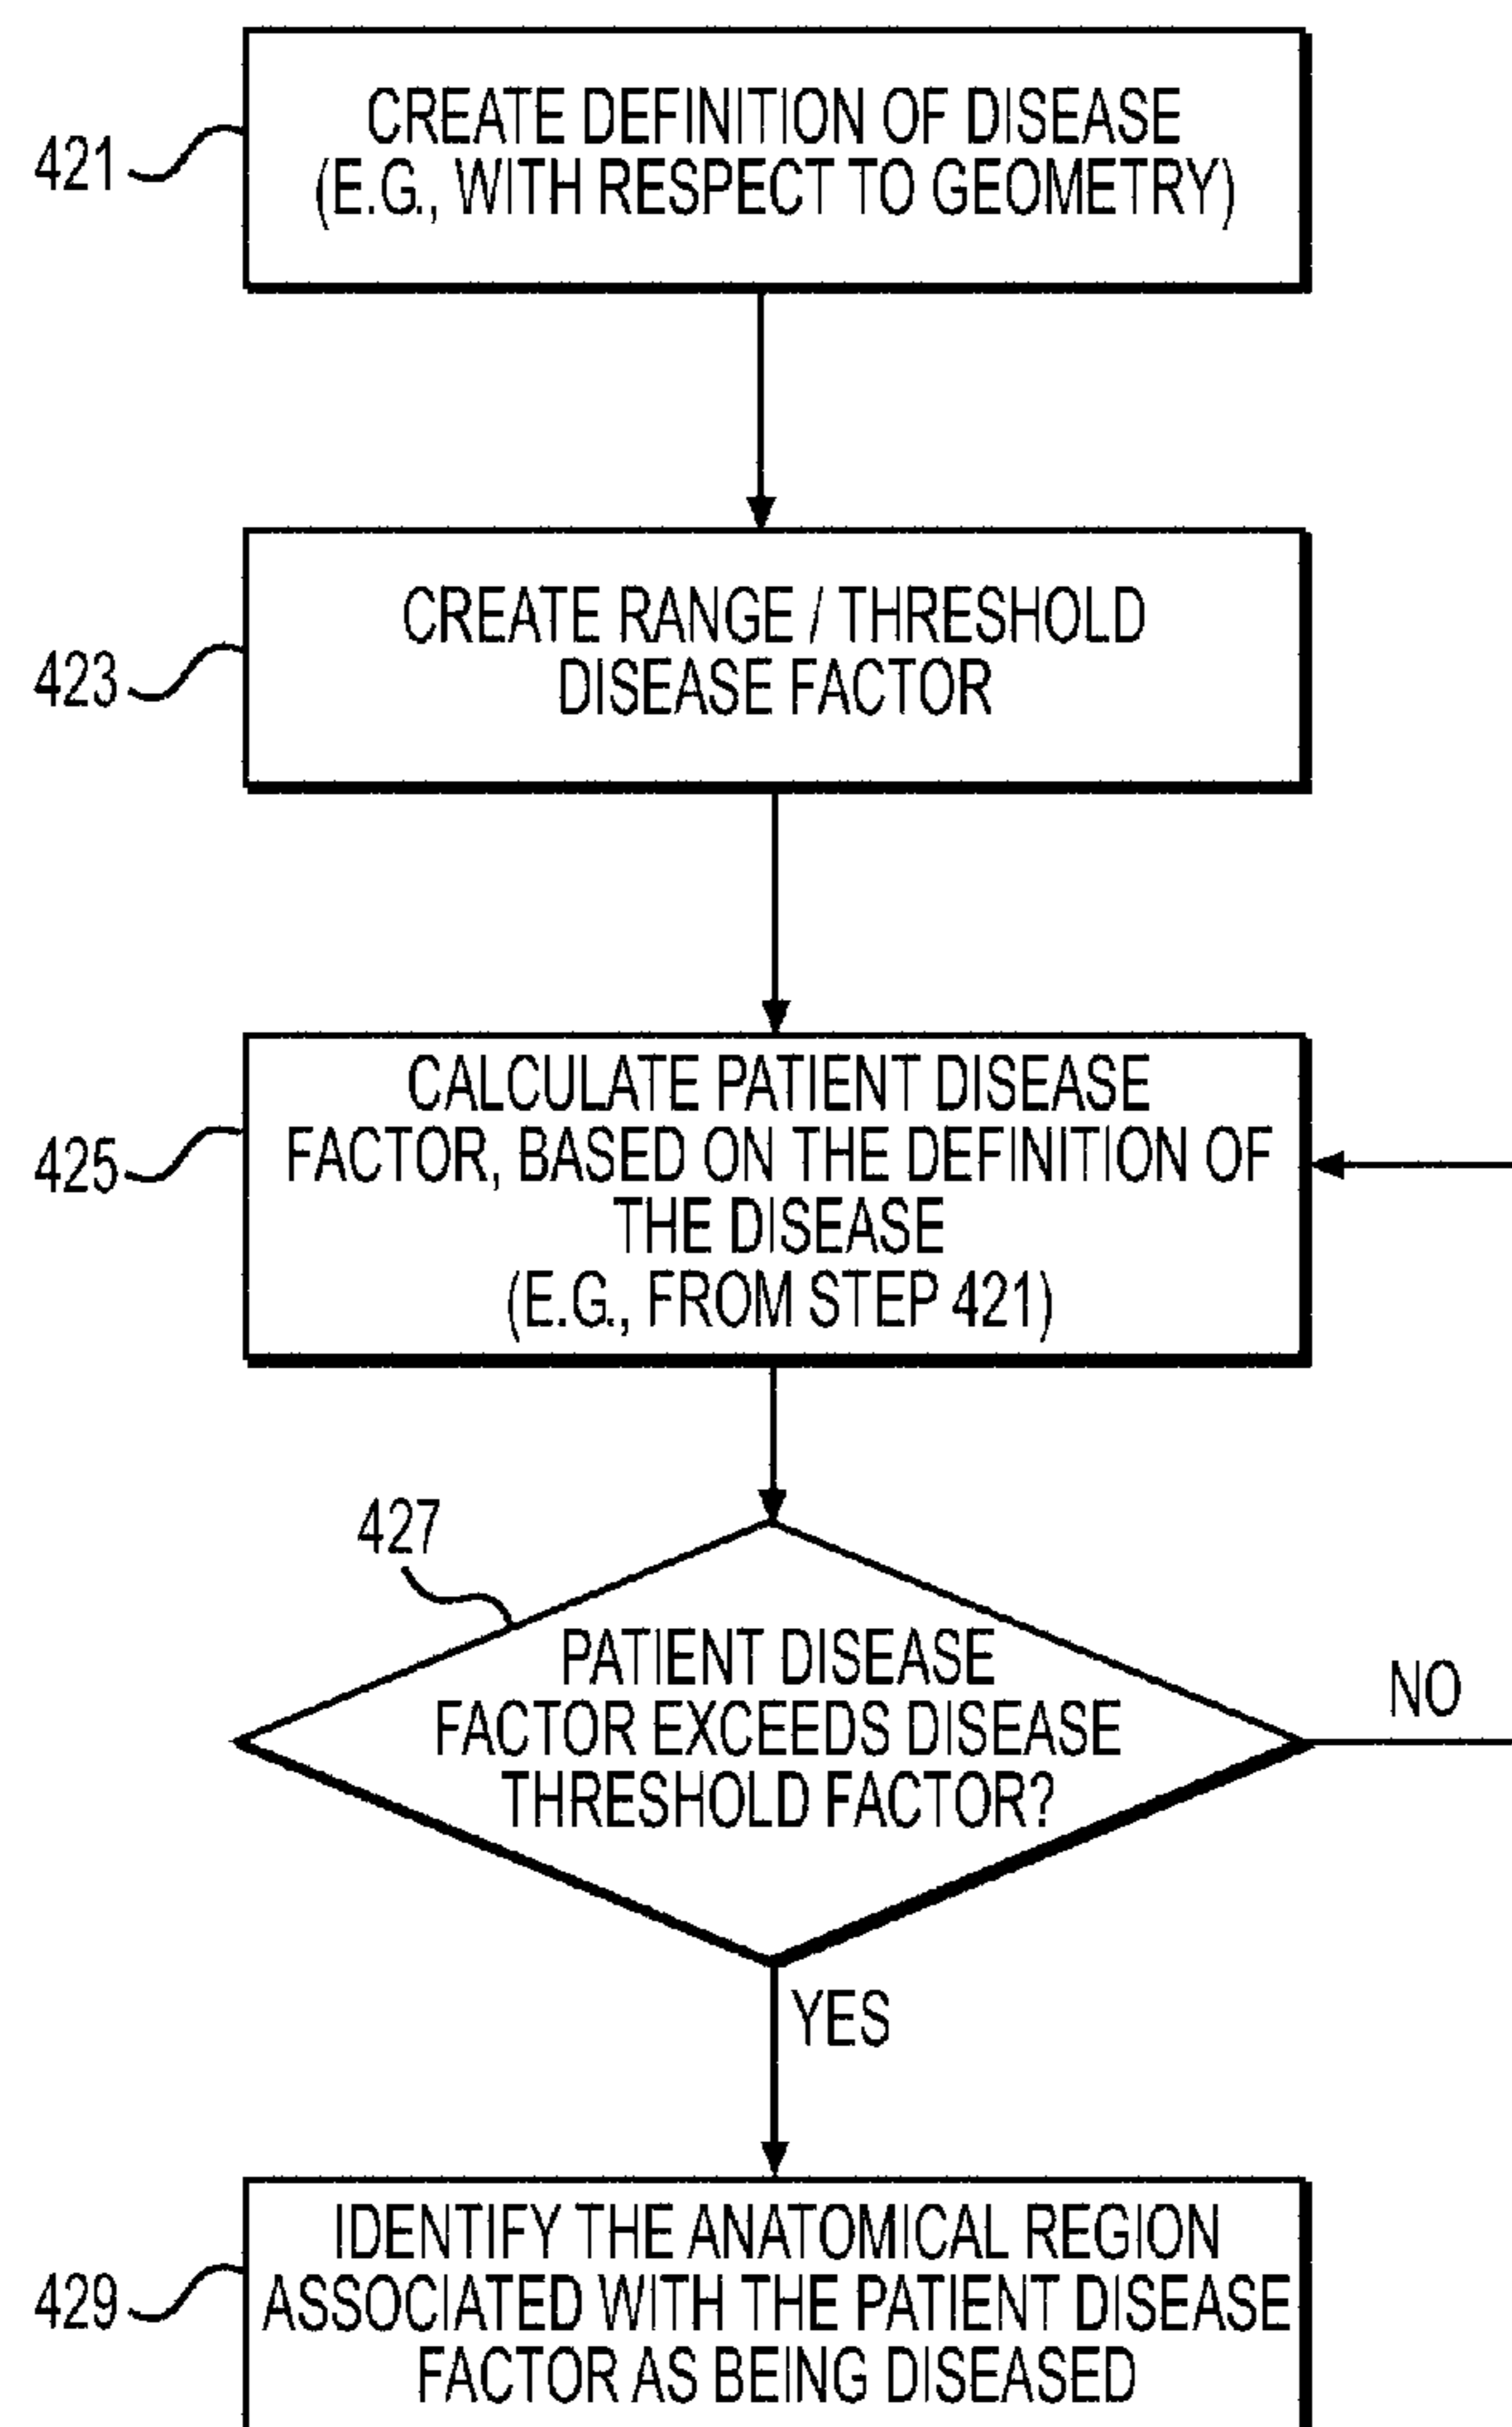 421
CREATE DEFINITION OF DISEASE
(E.G., WITH RESPECT TO GEOMETRY)
423
CREATE RANGE / THRESHOLD
DISEASE FACTOR
425
CALCULATE PATIENT DISEASE
FACTOR, BASED ON THE DEFINITION OF
THE DISEASE
(E.G., FROM STEP 421)
427
PATIENT DISEASE
FACTOR EXCEEDS DISEASE
THRESHOLD FACTOR?
NO
YES
429
IDENTIFY THE ANATOMICAL REGION
ASSOCIATED WITH THE PATIENT DISEASE
FACTOR AS BEING DISEASED